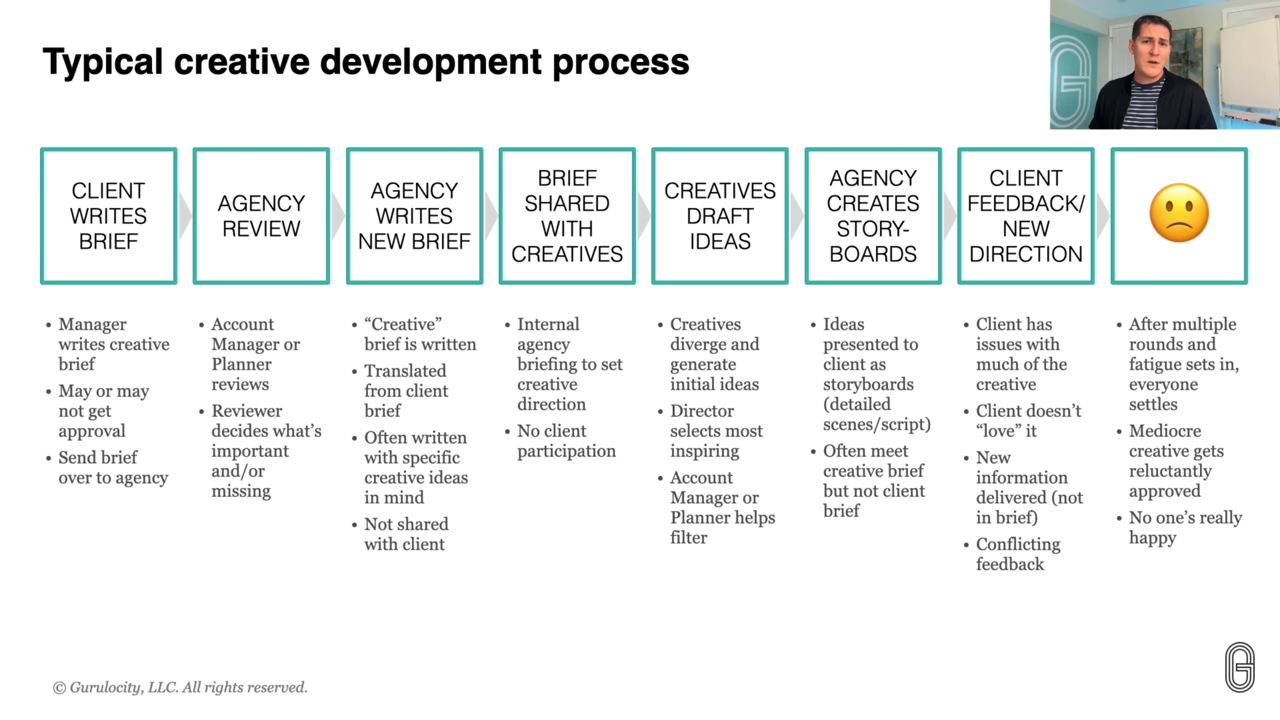 Typical creative development process
CLIENT
WRITES
BRIEF
AGENCY
REVIEW
AGENCY
WRITES
NEW BRIEF
BRIEF
SHARED
WITH
CREATIVES
CREATIVES
DRAFT
IDEAS
AGENCY
CREATES
STORY-
BOARDS
CLIENT
FEEDBACK/
NEW
DIRECTION
• Manager
writes creative
brief
• May or may
not get
approval
• Send brief
over to agency
• Account
Manager or
Planner
reviews
• Reviewer
decides what’s
important
and/or
missing
• “Creative”
brief is written
• Translated
from client
brief
• Often written
with specific
creative ideas
in mind
• Not shared
with client
• Internal
agency
briefing to set
creative
direction
• No client
participation
• Creatives
diverge and
generate
initial ideas
• Director
selects most
inspiring
• Account
Manager or
Planner helps
filter
• Ideas
presented to
client as
storyboards
(detailed
scenes/script)
• Often meet
creative brief
but not client
brief
• Client has
issues with
much of the
creative
• Client doesn’t
“love” it
• New
information
delivered (not
in brief)
• Conflicting
feedback
• After multiple
rounds and
fatigue sets in,
everyone
settles
• Mediocre
creative gets
reluctantly
approved
• No one’s really
happy
© Gurulocity, LLC. All rights reserved.
G